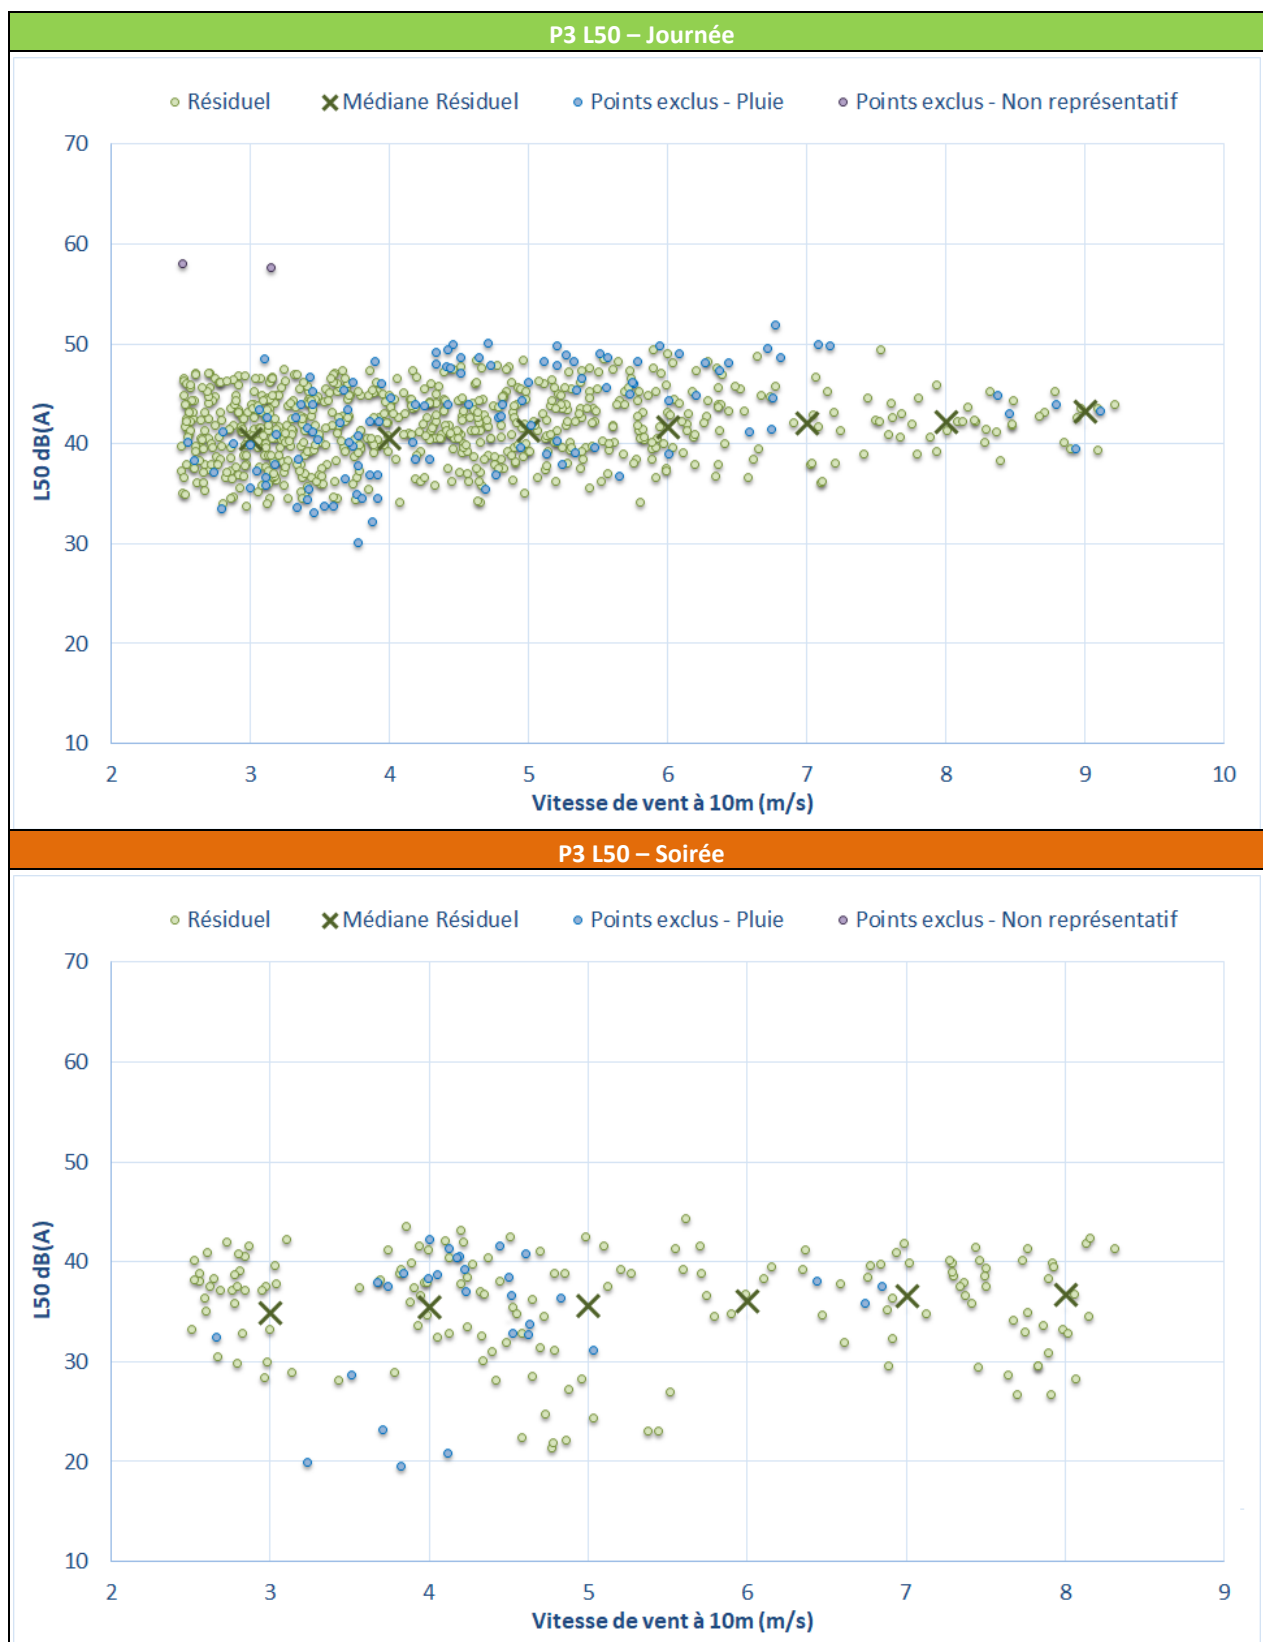 P3 L50 – Journée
Résiduel Médiane Résiduel Points exclus - Pluie Points exclus - Non représentatif
70
60
50
40
30
20
10
L50 dB(A)
2 3 4 5 6 7 8 9 10
Vitesse de vent à 10m (m/s)
P3 L50 – Soirée
Résiduel Médiane Résiduel Points exclus - Pluie Points exclus - Non représentatif
70
60
50
40
30
20
10
L50 dB(A)
2 3 4 5 6 7 8 9
Vitesse de vent à 10m (m/s)